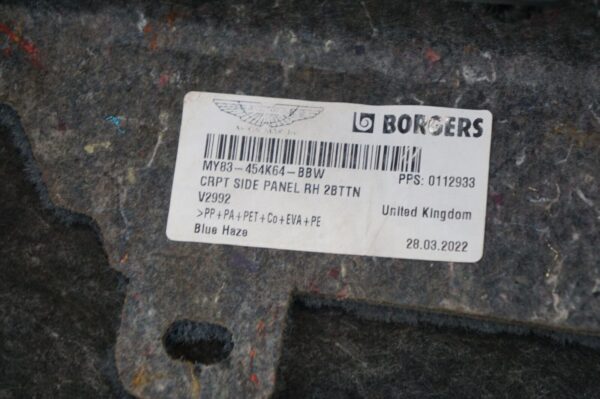 BORGERS
MY83-454K64-BBW
PPS: 0112933
CRPT SIDE PANEL RH 2BTTN
V2992
United Kingdom
>PP+PA+PET+Co+EVA+PE
Blue Haze
28.03.2022